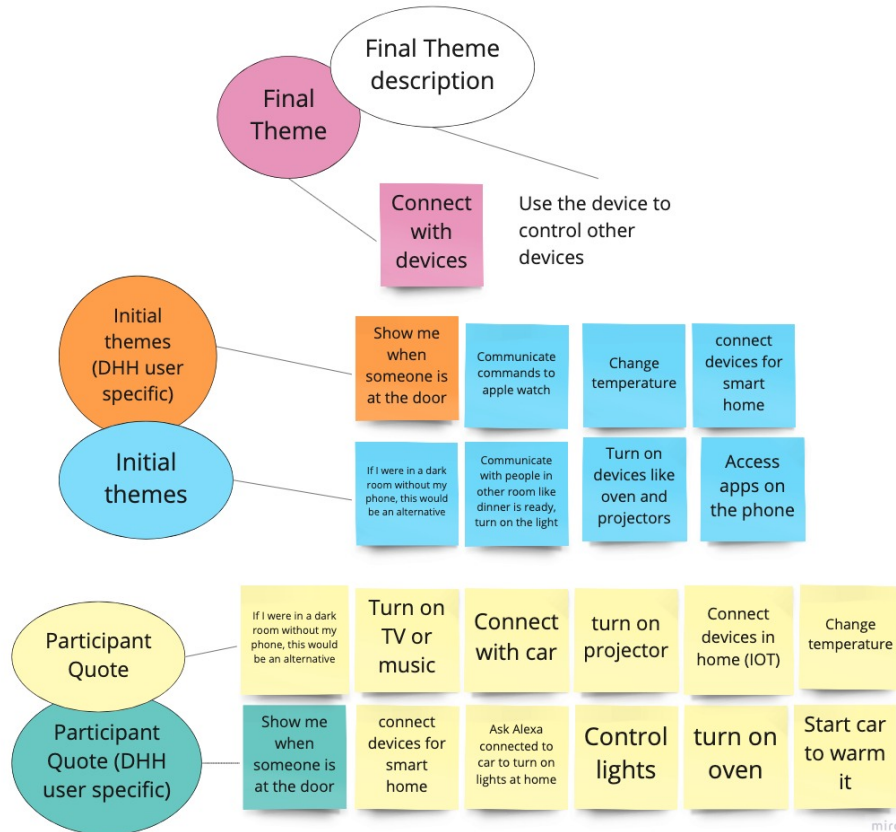 Final Theme
description
Final
Theme
Connect
with
devices
Use the device to
control other
devices
Initial
themes
(DHH user
specific)
Show me
when
someone is
at the door
Communicate
commands to
apple watch
Change
temperature
connect
devices for
smart
home
Initial
themes
If I were in a dark
room without my
phone, this would
be an alternative
Communicate
with people in
other room like
dinner is ready,
turn on the light
Turn on
devices like
oven and
projectors
Access
apps on
the phone
Participant
Quote
If I were in a dark
room without my
phone, this would
be an alternative
Turn on
TV or
music
Connect
with car
turn on
projector
Connect
devices in
home (IOT)
Change
temperature
Participant
Quote (DHH
user specific)
Show me
when
someone is
at the door
connect
devices for
smart
home
Ask Alexa
connected to
car to turn on
lights at home
Control
lights
turn on
oven
Start car
to warm
it